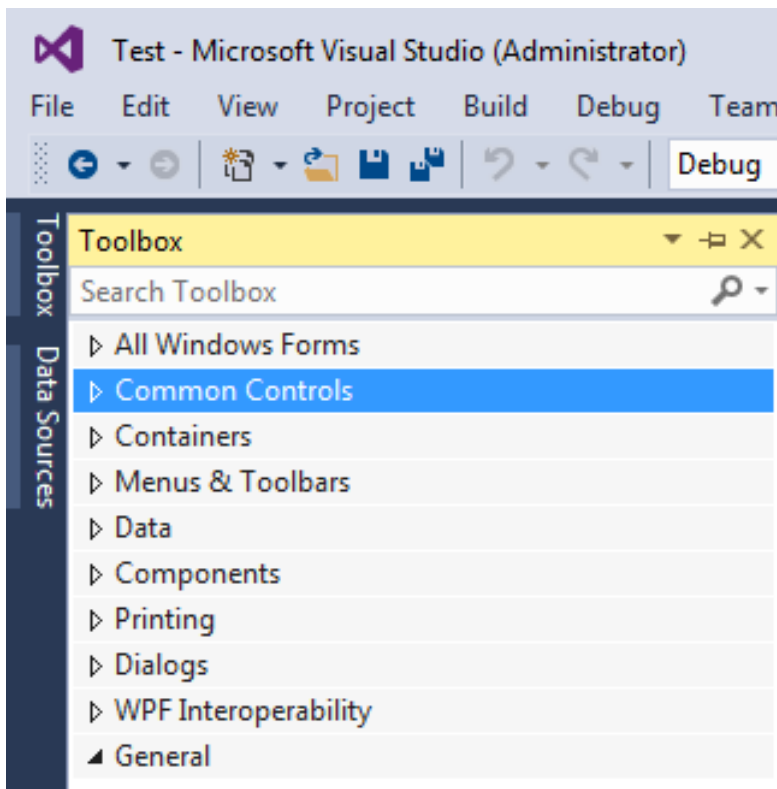 Test - Microsoft Visual Studio (Administrator)
File Edit View Project Build Debug Team
Debug
Toolbox
Data Sources
Toolbox
Search Toolbox
All Windows Forms
Common Controls
Containers
Menus & Toolbars
Data
Components
Printing
Dialogs
WPF Interoperability
General